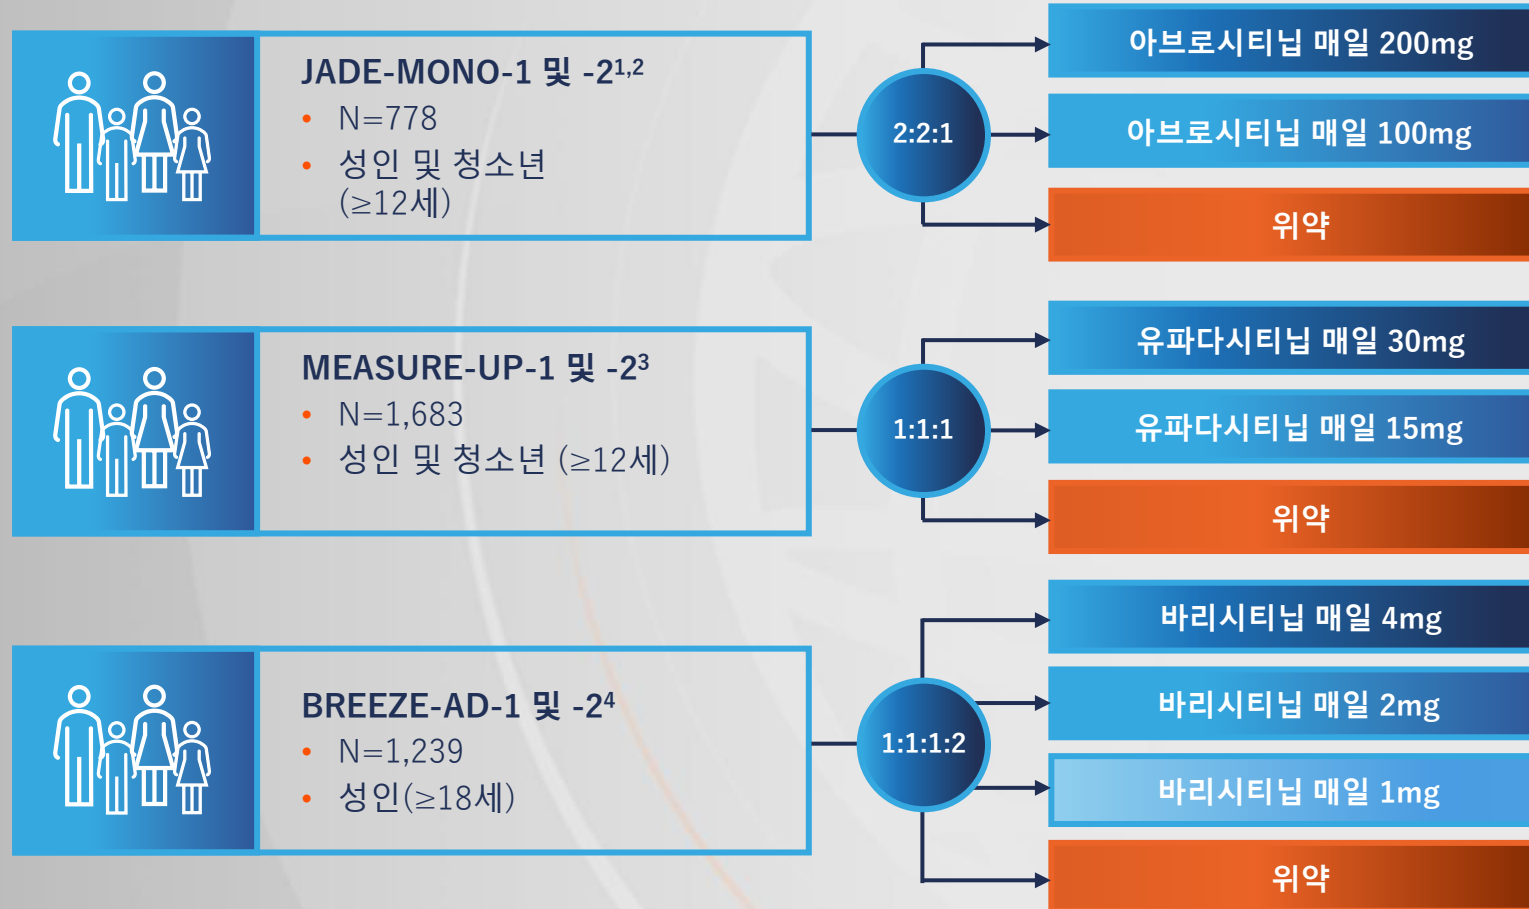 JADE-MONO-1 및 -2¹,²
• N=778
• 성인 및 청소년
(≥12세)
2:2:1
아브로시티닙 매일 200mg
아브로시티닙 매일 100mg
위약
MEASURE-UP-1 및 -2³
• N=1,683
• 성인 및 청소년 (≥12세)
1:1:1
유파다시티닙 매일 30mg
유파다시티닙 매일 15mg
위약
BREEZE-AD-1 및 -2⁴
• N=1,239
• 성인(≥18세)
1:1:1:2
바리시티닙 매일 4mg
바리시티닙 매일 2mg
바리시티닙 매일 1mg
위약